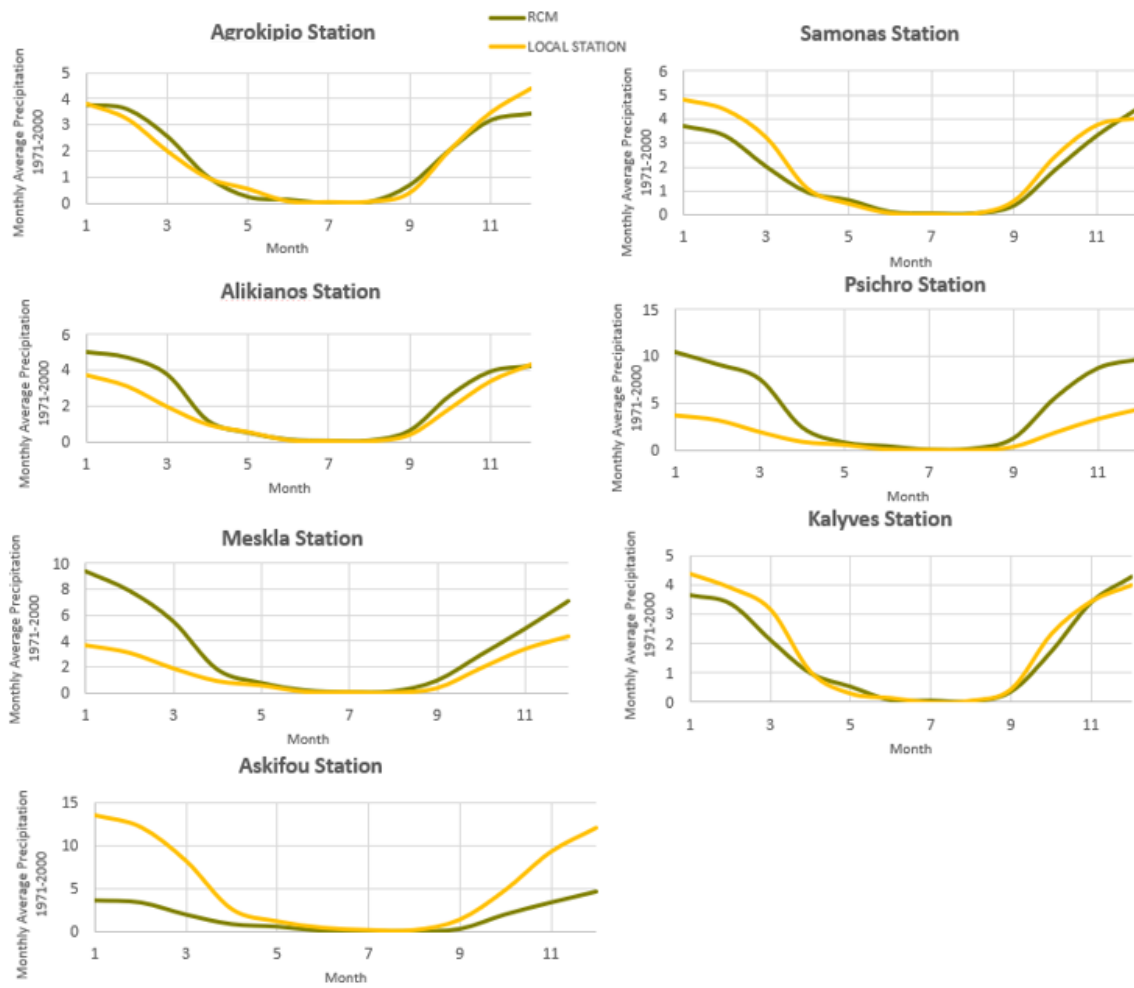 RCM
LOCAL STATION
Agrokipio Station
Monthly Average Precipitation
1971-2000
5
4
3
2
1
0
1 3 5 7 9 11
Month
Samonas Station
Monthly Average Precipitation
1971-2000
6
5
4
3
2
1
0
1 3 5 7 9 11
Month
Alikianos Station
Monthly Average Precipitation
1971-2000
6
4
2
0
1 3 5 7 9 11
Month
Psichro Station
Monthly Average Precipitation
1971-2000
15
10
5
0
1 3 5 7 9 11
Month
Meskla Station
Monthly Average Precipitation
1971-2000
10
8
6
4
2
0
1 3 5 7 9 11
Month
Kalyves Station
Monthly Average Precipitation
1971-2000
5
4
3
2
1
0
1 3 5 7 9 11
Month
Askifou Station
Monthly Average Precipitation
1971-2000
15
10
5
0
1 3 5 7 9 11
Month